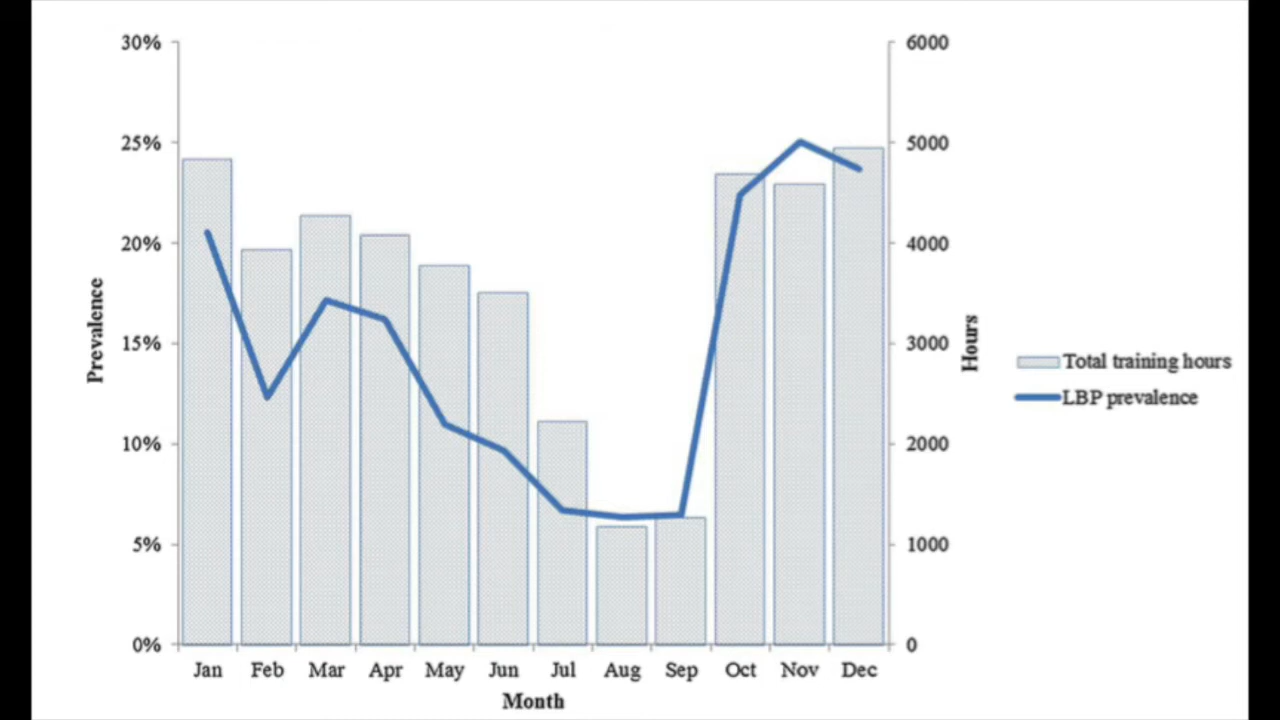 30%
25%
20%
15%
10%
5%
0%
Prevalence
6000
5000
4000
3000
2000
1000
0
Hours
Jan Feb Mar Apr May Jun Jul Aug Sep Oct Nov Dec
Month
Total training hours
LBP prevalence